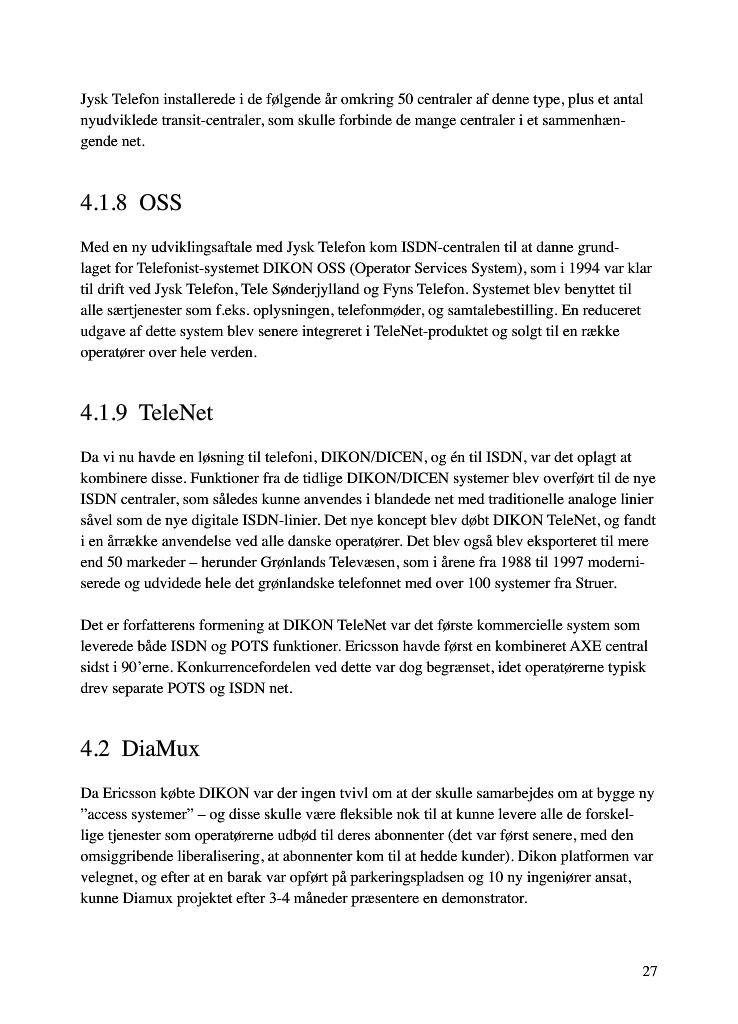 Jysk Telefon installerede i de følgende år omkring 50 centraler af denne type, plus et antal
nyudviklede transit-centraler, som skulle forbinde de mange centraler i et sammenhæn-
gende net.
4.1.8 OSS
Med en ny udviklingsaftale med Jysk Telefon kom ISDN-centralen til at danne grund-
laget for Telefonist-systemet DIKON OSS (Operator Services System), som i 1994 var klar
til drift ved Jysk Telefon, Tele Sønderjylland og Fyns Telefon. Systemet blev benyttet til
alle særtjenester som f.eks. oplysningen, telefonmøder, og samtalebestilling. En reduceret
udgave af dette system blev senere integreret i TeleNet-produktet og solgt til en række
operatører over hele verden.
4.1.9 TeleNet
Da vi nu havde en løsning til telefoni, DIKON/DICEN, og én til ISDN, var det oplagt at
kombinere disse. Funktioner fra de tidlige DIKON/DICEN systemer blev overført til de nye
ISDN centraler, som således kunne anvendes i blandede net med traditionelle analoge linier
såvel som de nye digitale ISDN-linier. Det nye koncept blev døbt DIKON TeleNet, og fandt
i en årrække anvendelse ved alle danske operatører. Det blev også blev eksporteret til mere
end 50 markeder – herunder Grønlands Televæsen, som i årene fra 1988 til 1997 moderni-
serede og udvidede hele det grønlandske telefonnet med over 100 systemer fra Struer.
Det er forfatterens formening at DIKON TeleNet var det første kommercielle system som
leverede både ISDN og POTS funktioner. Ericsson havde først en kombineret AXE central
sidst i 90’erne. Konkurrencefordelen ved dette var dog begrænset, idet operatørerne typisk
drev separate POTS og ISDN net.
4.2 DiaMux
Da Ericsson købte DIKON var der ingen tvivl om at der skulle samarbejdes om at bygge ny
”access systemer” – og disse skulle være fleksible nok til at kunne levere alle de forskel-
lige tjenester som operatørerne udbød til deres abonnenter (det var først senere, med den
omsiggribende liberalisering, at abonnenter kom til at hedde kunder). Dikon platformen var
velegnet, og efter at en barak var opført på parkeringspladsen og 10 ny ingeniører ansat,
kunne Diamux projektet efter 3-4 måneder præsentere en demonstrator.
27